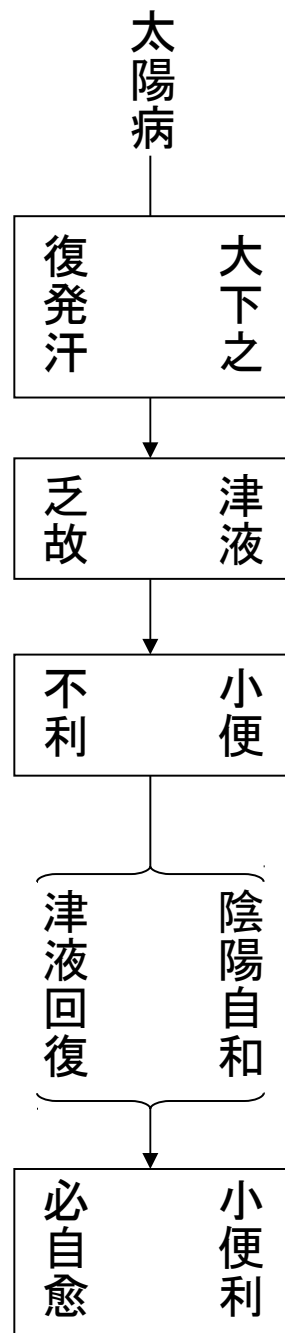 太陽病
大下之
復発汗
津液
乏故
小便
不利
陰陽自和
津液回復
小便利
必自愈